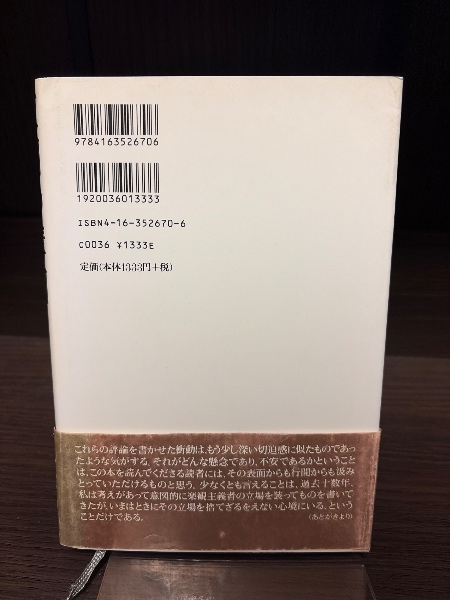 9784163526706
1920036013333
ISBN4-16-352670-6
C0036 ¥1333E
定価(本体1333円+税)
これらの評論を書かせた衝動は、もう少し深い切迫感に似たものであっ
たような気がする。それがどんな懸念であり、不安であるかということ
は、この本を読んでくださる読者には、その表面からも行間からも汲み
とっていただけるものと思う。少なくとも言えることは、過去十数年、
私は考えがあって意図的に楽観主義者の立場を装ってものを書いて
きたが、いまはときにその立場を捨てざるをえない心境にいる、とい
うことだけである。
(あとがきより)